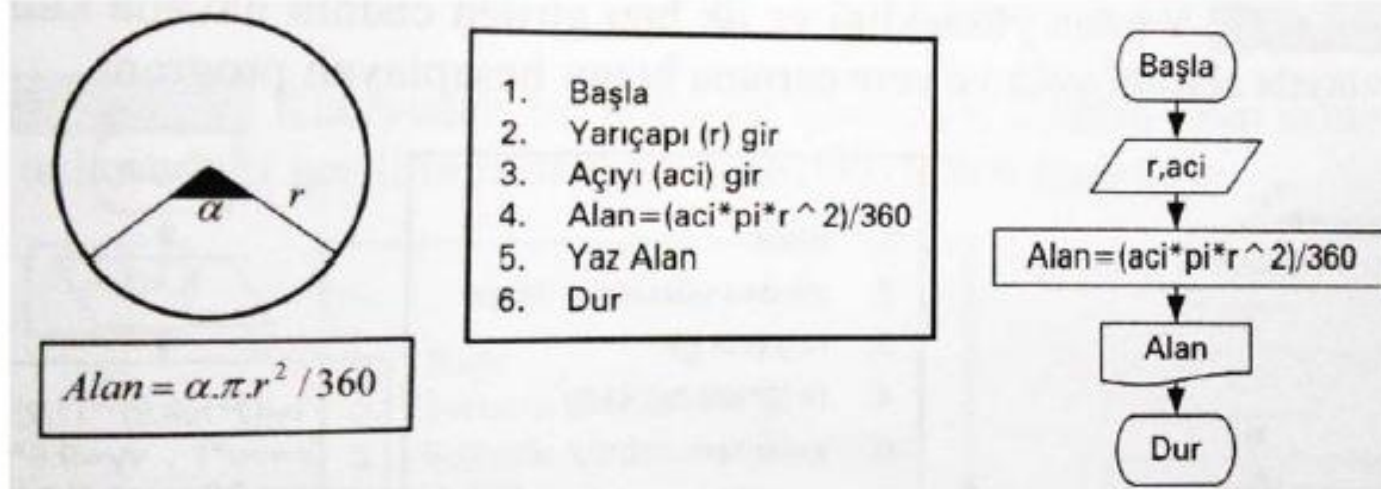 α
r
Alan = α.π.r² / 360
1. Başla
2. Yarıçapı (r) gir
3. Açıyı (aci) gir
4. Alan=(aci*pi*r^2)/360
5. Yaz Alan
6. Dur
Başla
r,aci
Alan=(aci*pi*r^2)/360
Alan
Dur